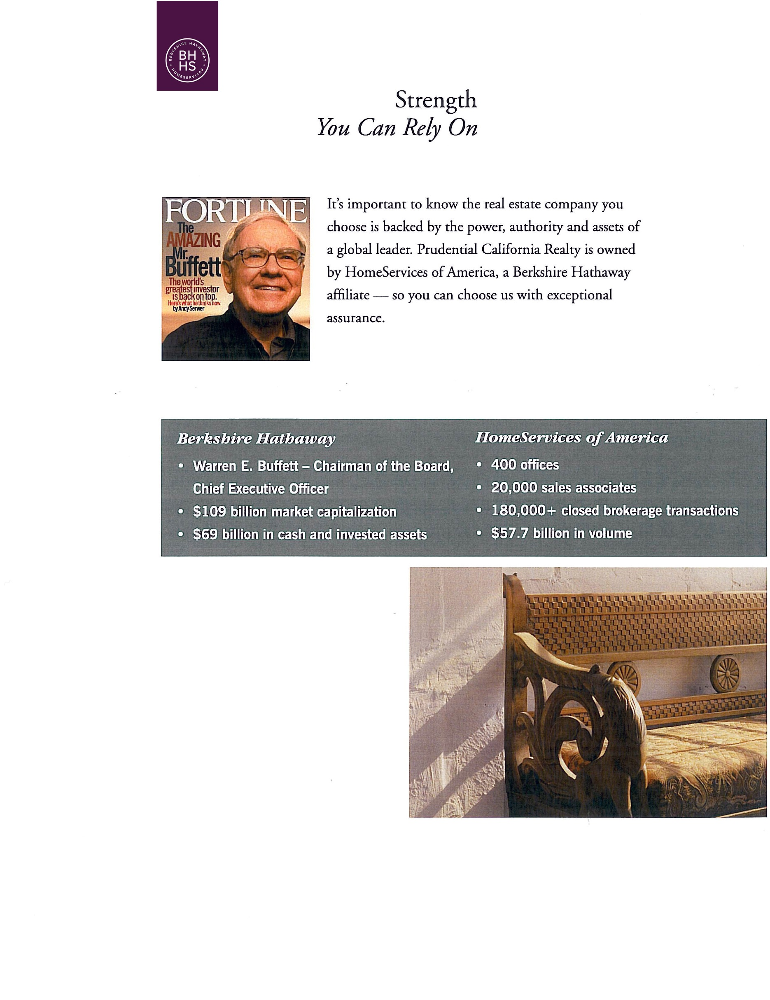 BERKSHIRE HATHAWAY
BH
HS
HOMESERVICES
Strength
You Can Rely On
FORTUNE
The
AMAZING
Mr.
Buffett
The world's
greatest investor
is back on top.
Here's what he thinks now.
by Andy Serwer
It's important to know the real estate company you
choose is backed by the power, authority and assets of
a global leader. Prudential California Realty is owned
by HomeServices of America, a Berkshire Hathaway
affiliate — so you can choose us with exceptional
assurance.
Berkshire Hathaway
• Warren E. Buffett – Chairman of the Board,
Chief Executive Officer
• $109 billion market capitalization
• $69 billion in cash and invested assets
HomeServices of America
• 400 offices
• 20,000 sales associates
• 180,000+ closed brokerage transactions
• $57.7 billion in volume